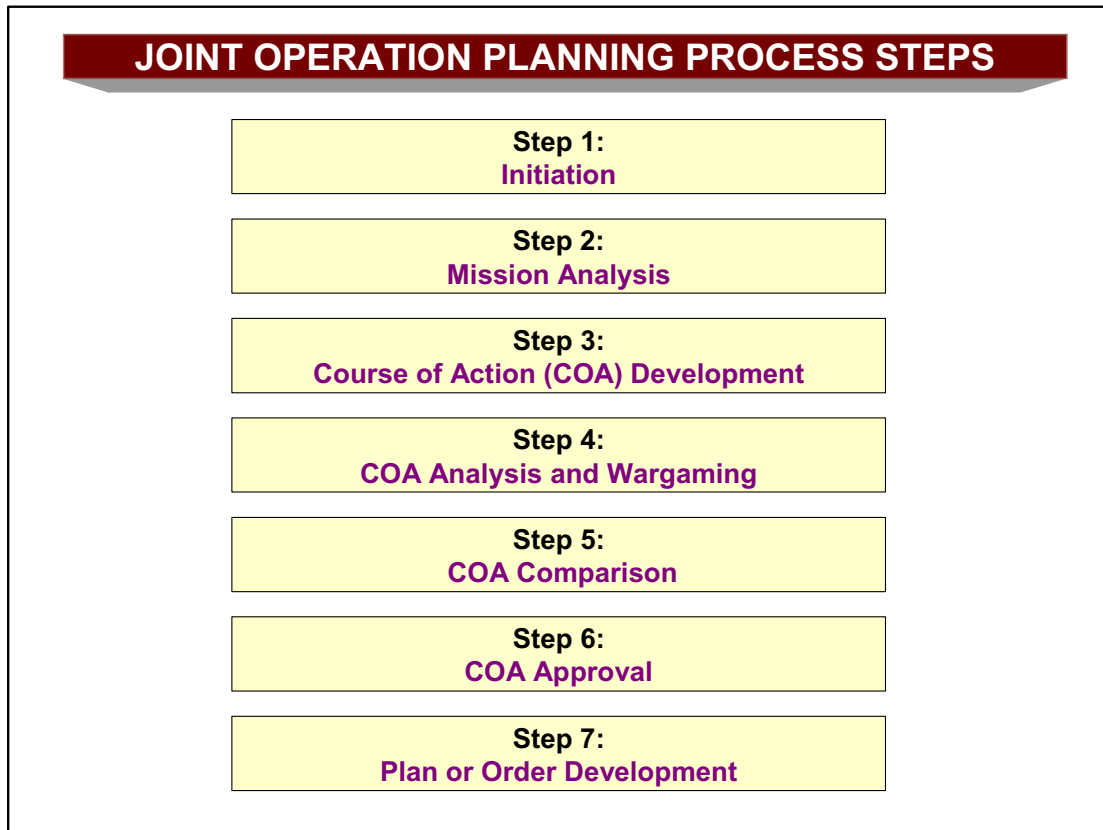 JOINT OPERATION PLANNING PROCESS STEPS
Step 1:
Initiation
Step 2:
Mission Analysis
Step 3:
Course of Action (COA) Development
Step 4:
COA Analysis and Wargaming
Step 5:
COA Comparison
Step 6:
COA Approval
Step 7:
Plan or Order Development